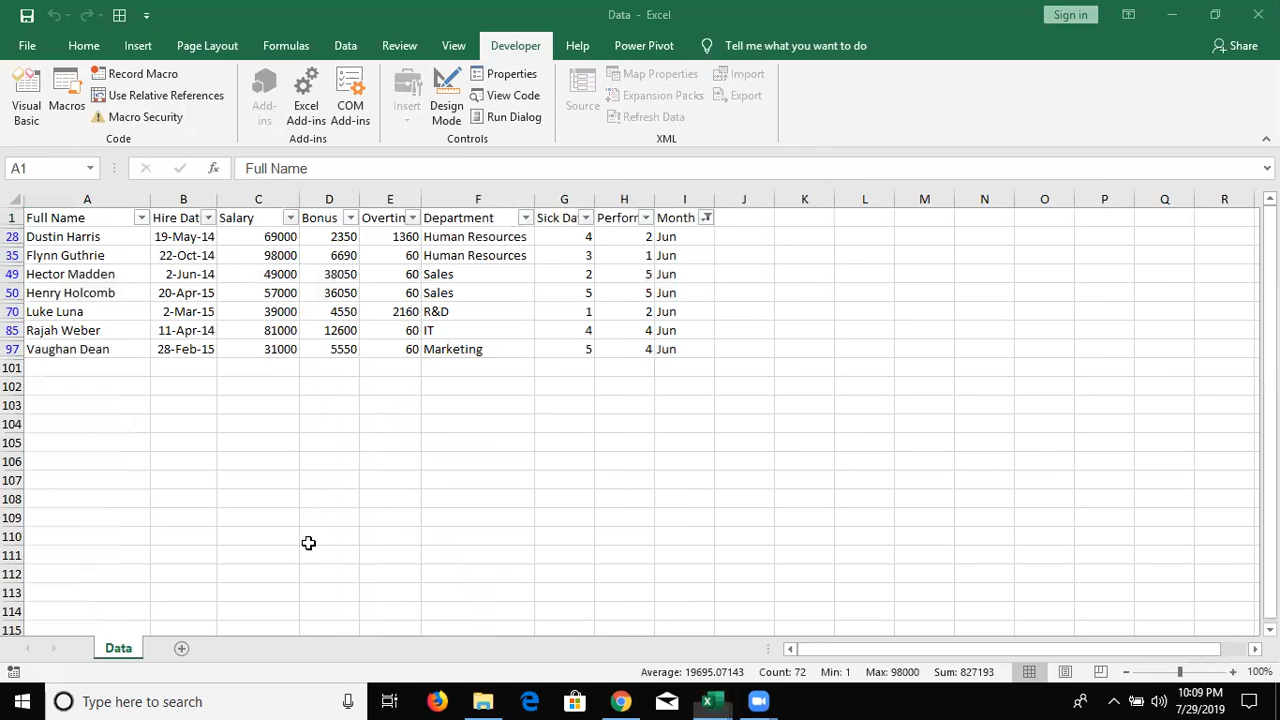 Data - Excel
Sign in
File Home Insert Page Layout Formulas Data Review View Developer Help Power Pivot Tell me what you want to do Share
Visual Basic
Macros
Record Macro
Use Relative References
Macro Security
Code
Add-ins
Excel Add-ins
COM Add-ins
Add-ins
Insert
Design Mode
Properties
View Code
Run Dialog
Controls
Source
Map Properties
Expansion Packs
Refresh Data
Import
Export
XML
A1 fx Full Name
A B C D E F G H I J K L M N O P Q R
1 Full Name Hire Dat Salary Bonus Overtin Department Sick Da Perforr Month
28 Dustin Harris 19-May-14 69000 2350 1360 Human Resources 4 2 Jun
35 Flynn Guthrie 22-Oct-14 98000 6690 60 Human Resources 3 1 Jun
49 Hector Madden 2-Jun-14 49000 38050 60 Sales 2 5 Jun
50 Henry Holcomb 20-Apr-15 57000 36050 60 Sales 5 5 Jun
70 Luke Luna 2-Mar-15 39000 4550 2160 R&D 1 2 Jun
85 Rajah Weber 11-Apr-14 81000 12600 60 IT 4 4 Jun
97 Vaughan Dean 28-Feb-15 31000 5550 60 Marketing 5 4 Jun
101
102
103
104
105
106
107
108
109
110
111
112
113
114
115
Data
Average: 19695.07143 Count: 72 Min: 1 Max: 98000 Sum: 827193 100%
Type here to search
10:09 PM
7/29/2019